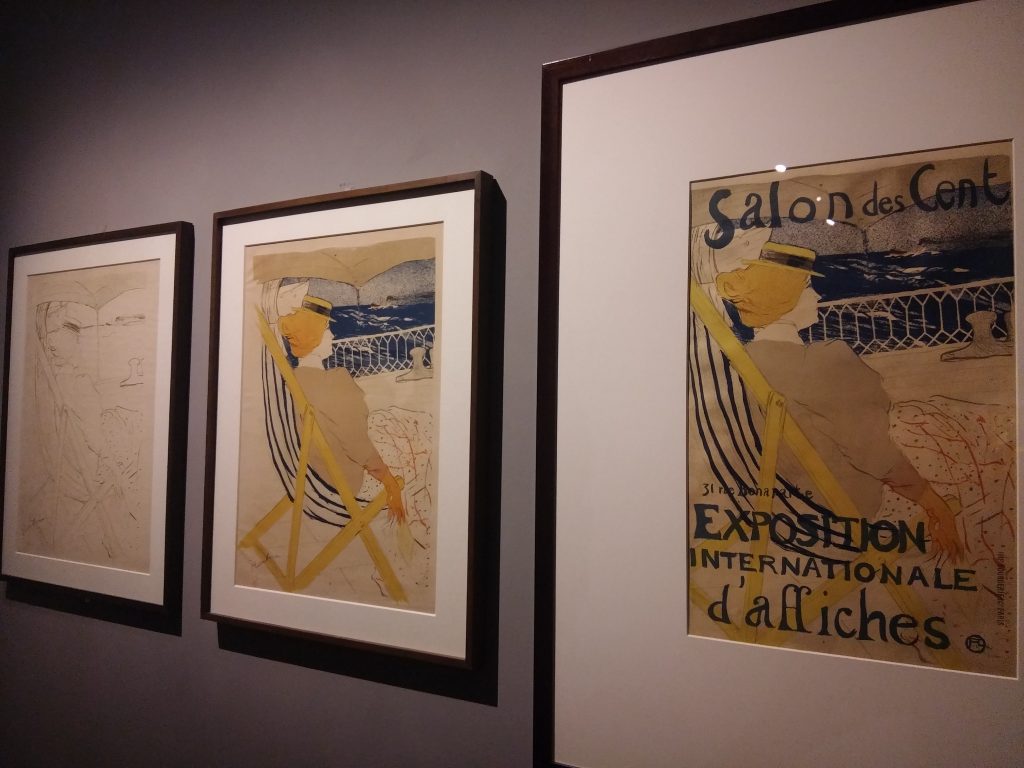 Salon des Cent
31 rue Bonaparte
EXPOSITION
INTERNATIONALE
d'affiches